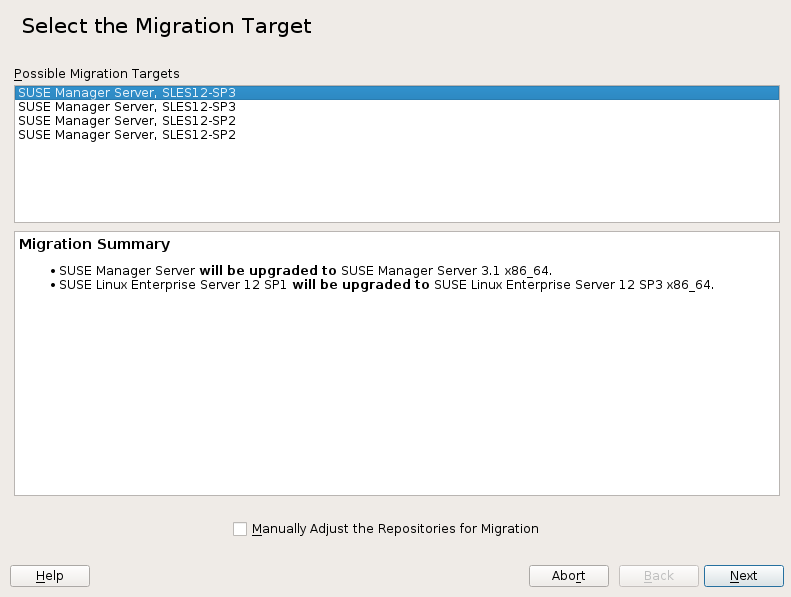 Select the Migration Target
Possible Migration Targets
SUSE Manager Server, SLES12-SP3
SUSE Manager Server, SLES12-SP3
SUSE Manager Server, SLES12-SP2
SUSE Manager Server, SLES12-SP2
Migration Summary
• SUSE Manager Server will be upgraded to SUSE Manager Server 3.1 x86_64.
• SUSE Linux Enterprise Server 12 SP1 will be upgraded to SUSE Linux Enterprise Server 12 SP3 x86_64.
Manually Adjust the Repositories for Migration
Help Abort Back Next